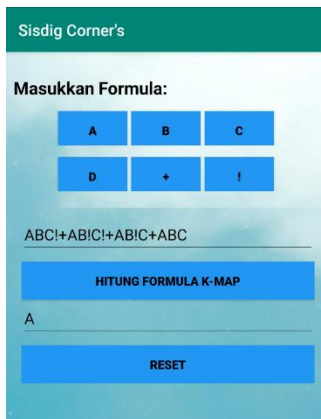 Sisdig Corner's
Masukkan Formula:
A B C
D + !
ABC!+AB!C!+AB!C+ABC
HITUNG FORMULA K-MAP
A
RESET